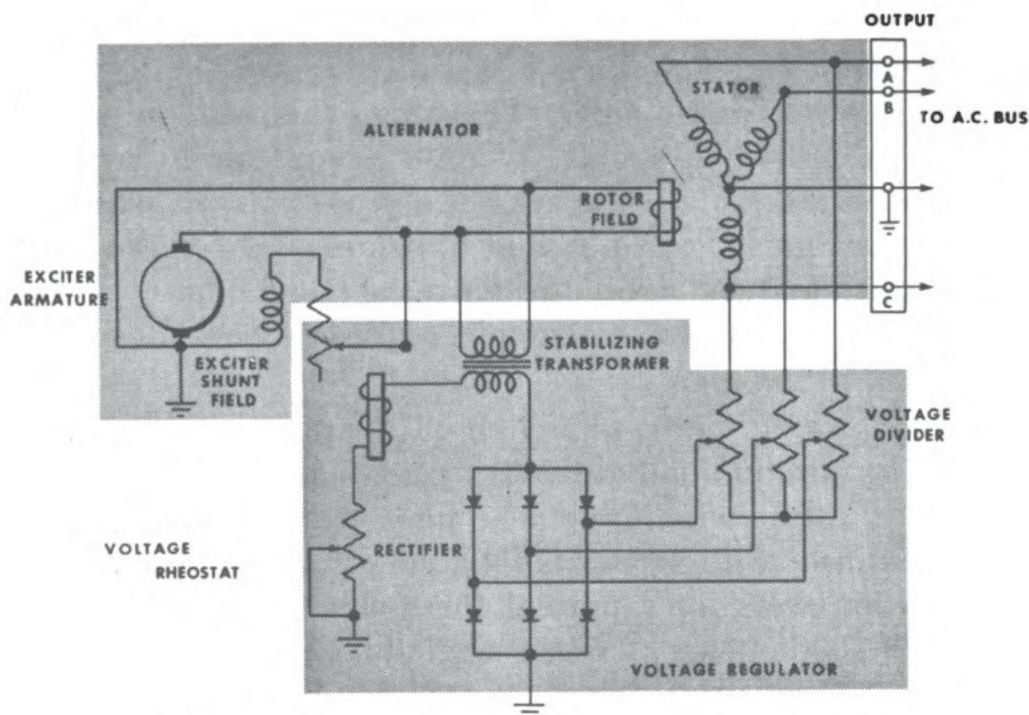 OUTPUT
A
STATOR
B
TO A.C. BUS
ALTERNATOR
ROTOR
FIELD
EXCITER
ARMATURE
C
EXCITER
SHUNT
FIELD
STABILIZING
TRANSFORMER
VOLTAGE
DIVIDER
VOLTAGE
RHEOSTAT
RECTIFIER
VOLTAGE REGULATOR